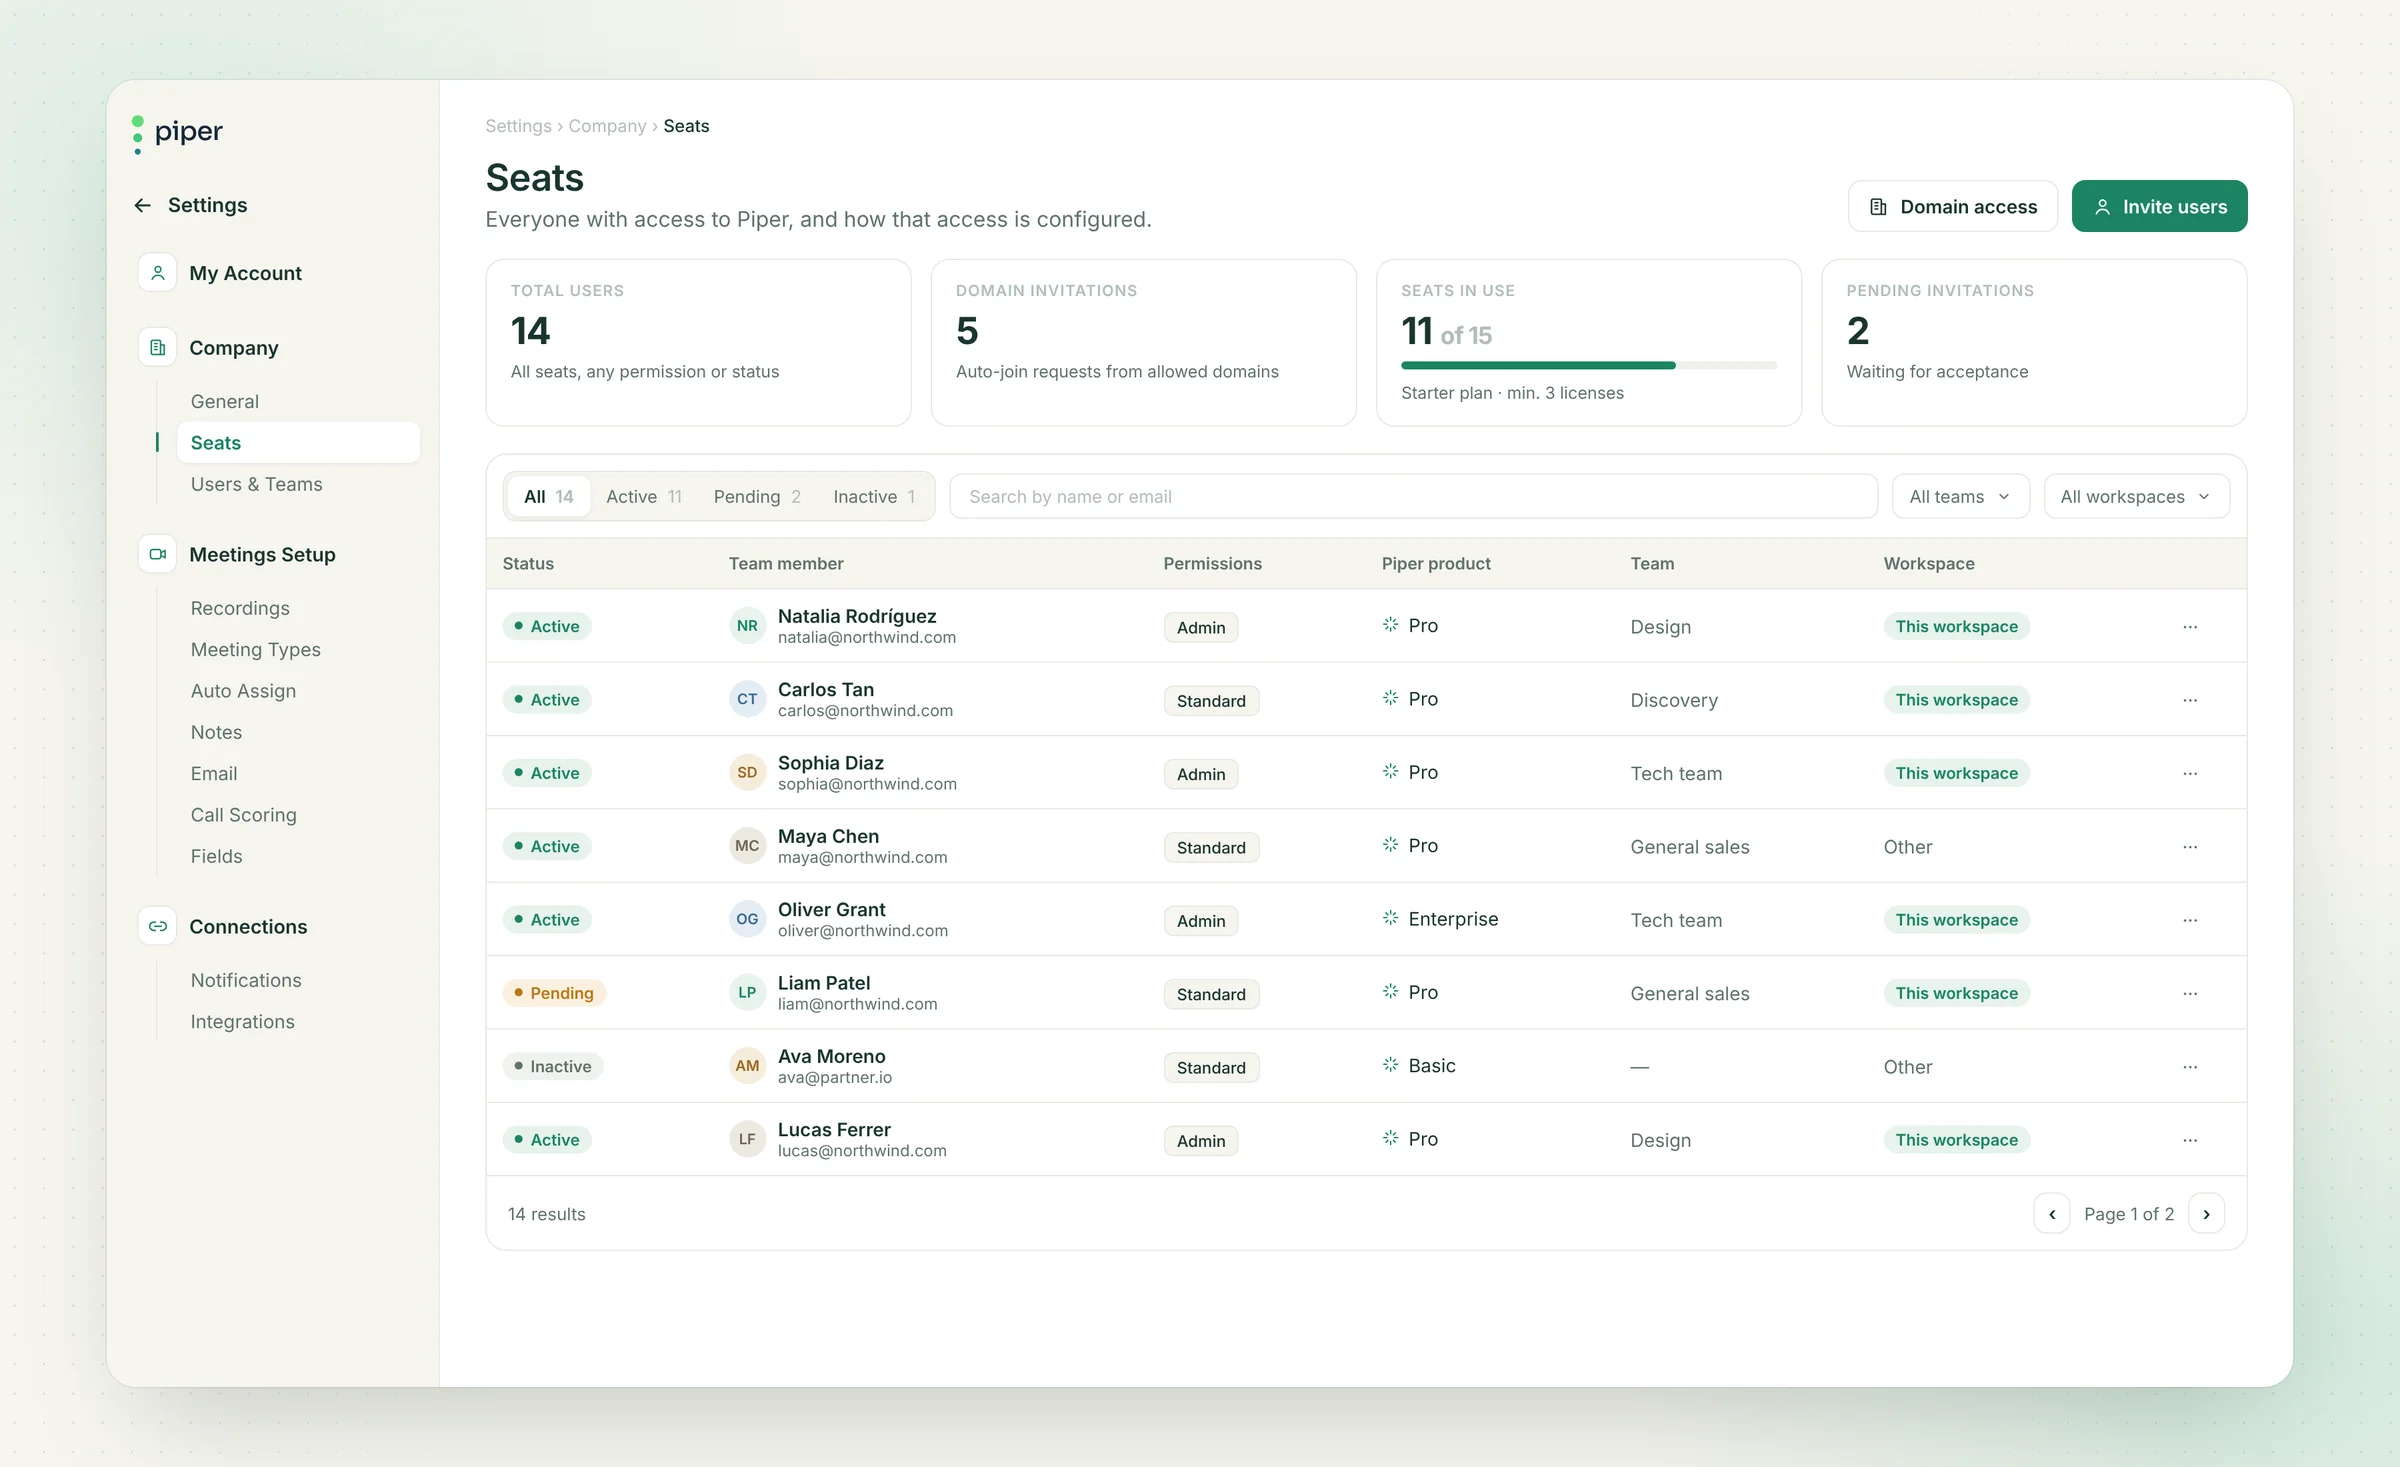 piper
Settings
My Account
Company
General
Seats
Users & Teams
Meetings Setup
Recordings
Meeting Types
Auto Assign
Notes
Email
Call Scoring
Fields
Connections
Notifications
Integrations
Settings › Company › Seats
Seats
Everyone with access to Piper, and how that access is configured.
Domain access
Invite users
TOTAL USERS
14
All seats, any permission or status
DOMAIN INVITATIONS
5
Auto-join requests from allowed domains
SEATS IN USE
11 of 15
Starter plan · min. 3 licenses
PENDING INVITATIONS
2
Waiting for acceptance
All 14 Active 11 Pending 2 Inactive 1 Search by name or email All teams All workspaces
Status Team member Permissions Piper product Team Workspace
Active NR Natalia Rodríguez Admin Pro Design This workspace ···
natalia@northwind.com
Active CT Carlos Tan Standard Pro Discovery This workspace ···
carlos@northwind.com
Active SD Sophia Diaz Admin Pro Tech team This workspace ···
sophia@northwind.com
Active MC Maya Chen Standard Pro General sales Other ···
maya@northwind.com
Active OG Oliver Grant Admin Enterprise Tech team This workspace ···
oliver@northwind.com
Pending LP Liam Patel Standard Pro General sales This workspace ···
liam@northwind.com
Inactive AM Ava Moreno Standard Basic — Other ···
ava@partner.io
Active LF Lucas Ferrer Admin Pro Design This workspace ···
lucas@northwind.com
14 results ‹ Page 1 of 2 ›